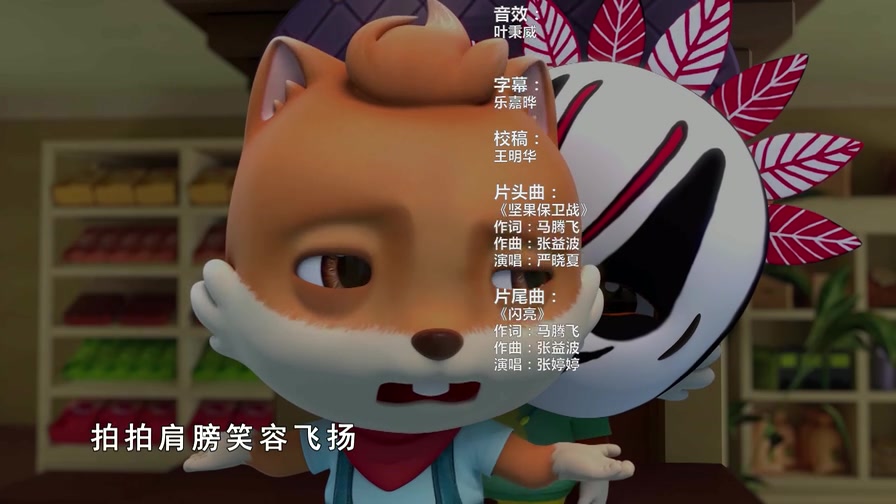 音效：
叶秉威
字幕：
乐嘉晔
校稿：
王明华
片头曲：
《坚果保卫战》
作词：马腾飞
作曲：张益波
演唱：严晓夏
片尾曲：
《闪亮》
作词：马腾飞
作曲：张益波
演唱：张婷婷
拍拍肩膀笑容飞扬